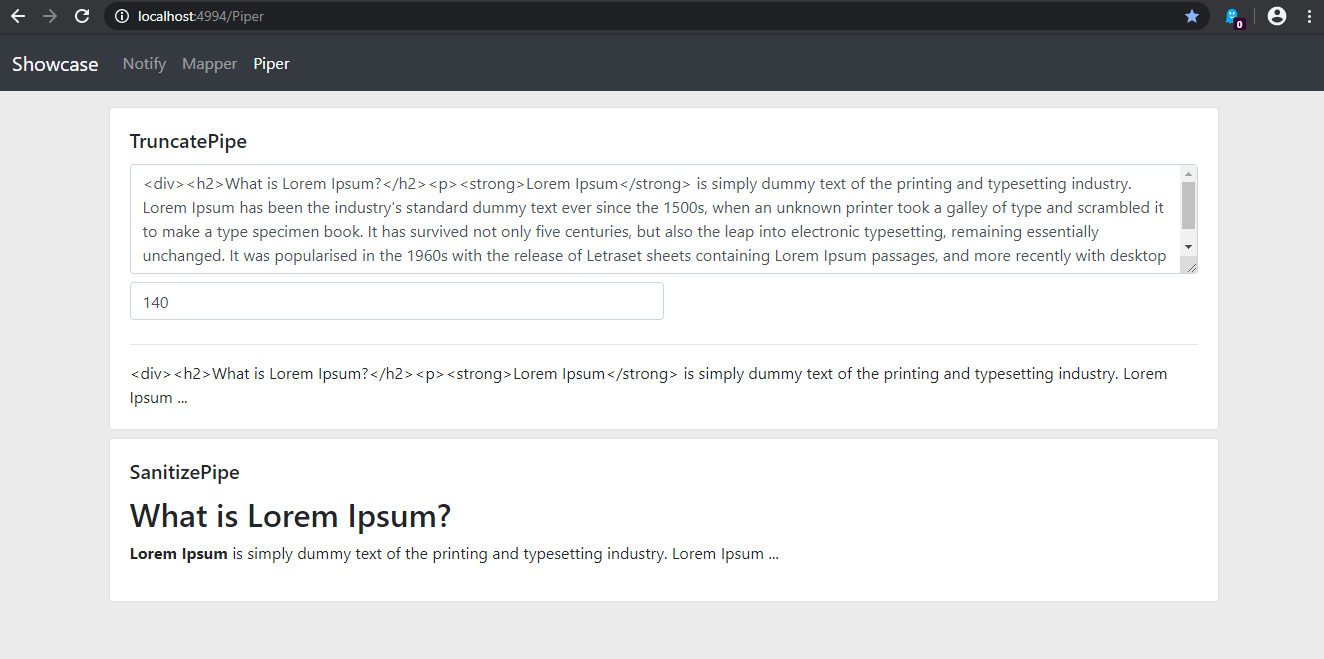 localhost:4994/Piper
0
Showcase Notify Mapper Piper
TruncatePipe
<div><h2>What is Lorem Ipsum?</h2><p><strong>Lorem Ipsum</strong> is simply dummy text of the printing and typesetting industry.
Lorem Ipsum has been the industry's standard dummy text ever since the 1500s, when an unknown printer took a galley of type and scrambled it
to make a type specimen book. It has survived not only five centuries, but also the leap into electronic typesetting, remaining essentially
unchanged. It was popularised in the 1960s with the release of Letraset sheets containing Lorem Ipsum passages, and more recently with desktop
140
<div><h2>What is Lorem Ipsum?</h2><p><strong>Lorem Ipsum</strong> is simply dummy text of the printing and typesetting industry. Lorem
Ipsum ...
SanitizePipe
What is Lorem Ipsum?
Lorem Ipsum is simply dummy text of the printing and typesetting industry. Lorem Ipsum ...